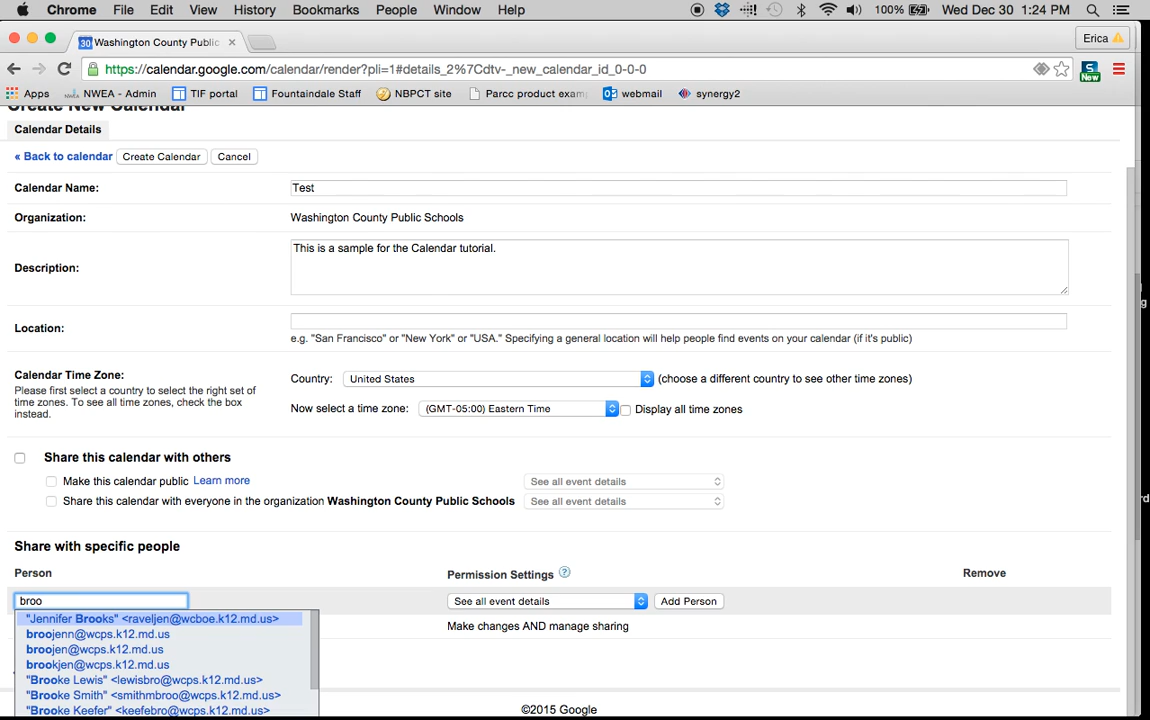 Chrome File Edit View History Bookmarks People Window Help 100% Wed Dec 30 1:24 PM
30 Washington County Public Erica
https://calendar.google.com/calendar/render?pli=1#details_2%7Cdtv-_new_calendar_id_0-0-0 S New
Apps NWEA - Admin TIF portal Fountaindale Staff NBPCT site Parcc product exam webmail synergy2
Create New Calendar
Calendar Details
« Back to calendar Create Calendar Cancel
Calendar Name: Test
Organization: Washington County Public Schools
This is a sample for the Calendar tutorial.
Description:
Location:
e.g. "San Francisco" or "New York" or "USA." Specifying a general location will help people find events on your calendar (if it's public)
Calendar Time Zone:
Please first select a country to select the right set of
time zones. To see all time zones, check the box
instead.
Country: United States (choose a different country to see other time zones)
Now select a time zone: (GMT-05:00) Eastern Time Display all time zones
Share this calendar with others
Make this calendar public Learn more See all event details
Share this calendar with everyone in the organization Washington County Public Schools See all event details
Share with specific people
Person Permission Settings ? Remove
broo See all event details Add Person
"Jennifer Brooks" <raveljen@wcboe.k12.md.us>
Make changes AND manage sharing
broojenn@wcps.k12.md.us
broojen@wcps.k12.md.us
brookjen@wcps.k12.md.us
"Brooke Lewis" <lewisbro@wcps.k12.md.us>
"Brooke Smith" <smithmbroo@wcps.k12.md.us>
"Brooke Keefer" <keefebro@wcps.k12.md.us>
©2015 Google